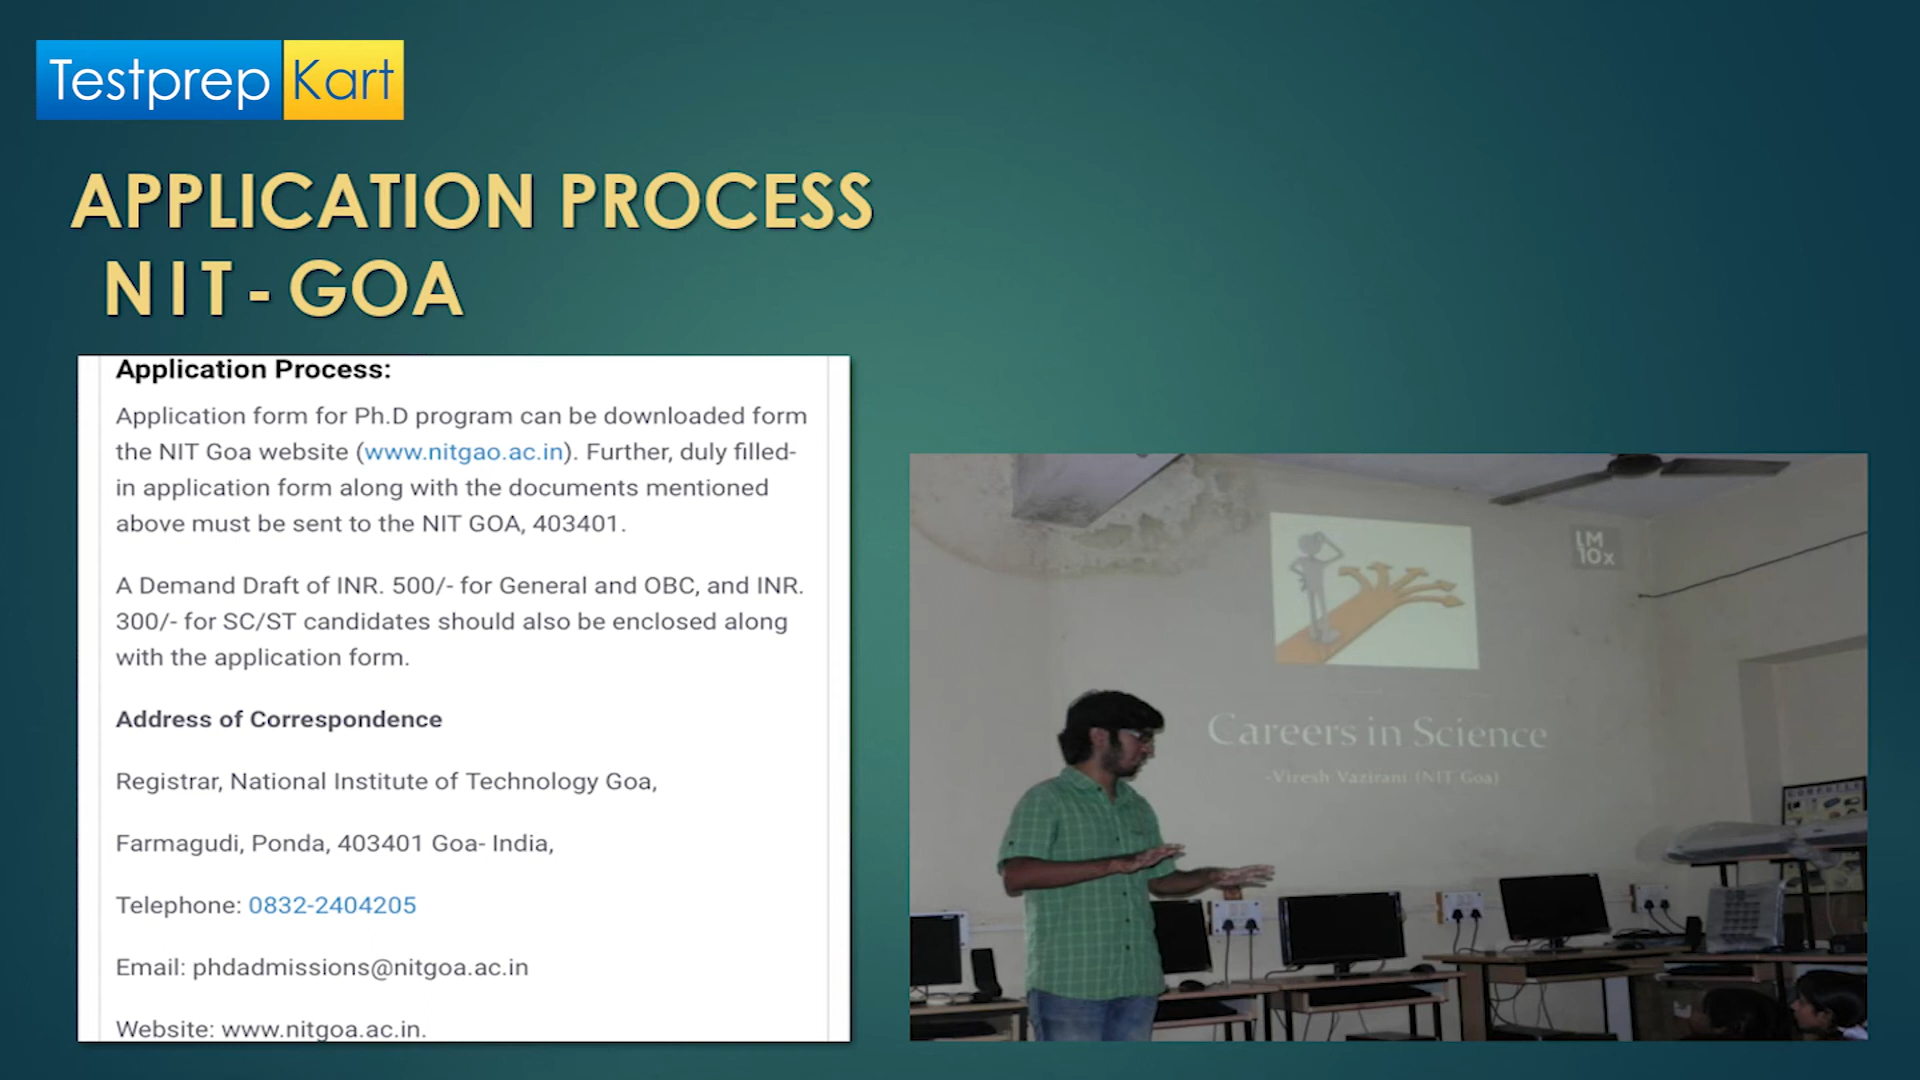 Testprep Kart
APPLICATION PROCESS
NIT - GOA
Application Process:
Application form for Ph.D program can be downloaded form
the NIT Goa website (www.nitgao.ac.in). Further, duly filled-
in application form along with the documents mentioned
above must be sent to the NIT GOA, 403401.
A Demand Draft of INR. 500/- for General and OBC, and INR.
300/- for SC/ST candidates should also be enclosed along
with the application form.
Address of Correspondence
Registrar, National Institute of Technology Goa,
Farmagudi, Ponda, 403401 Goa- India,
Telephone: 0832-2404205
Email: phdadmissions@nitgoa.ac.in
Website: www.nitgoa.ac.in.
1M
10x
Careers in Science
-Viresh Vazirani (NIT Goa)